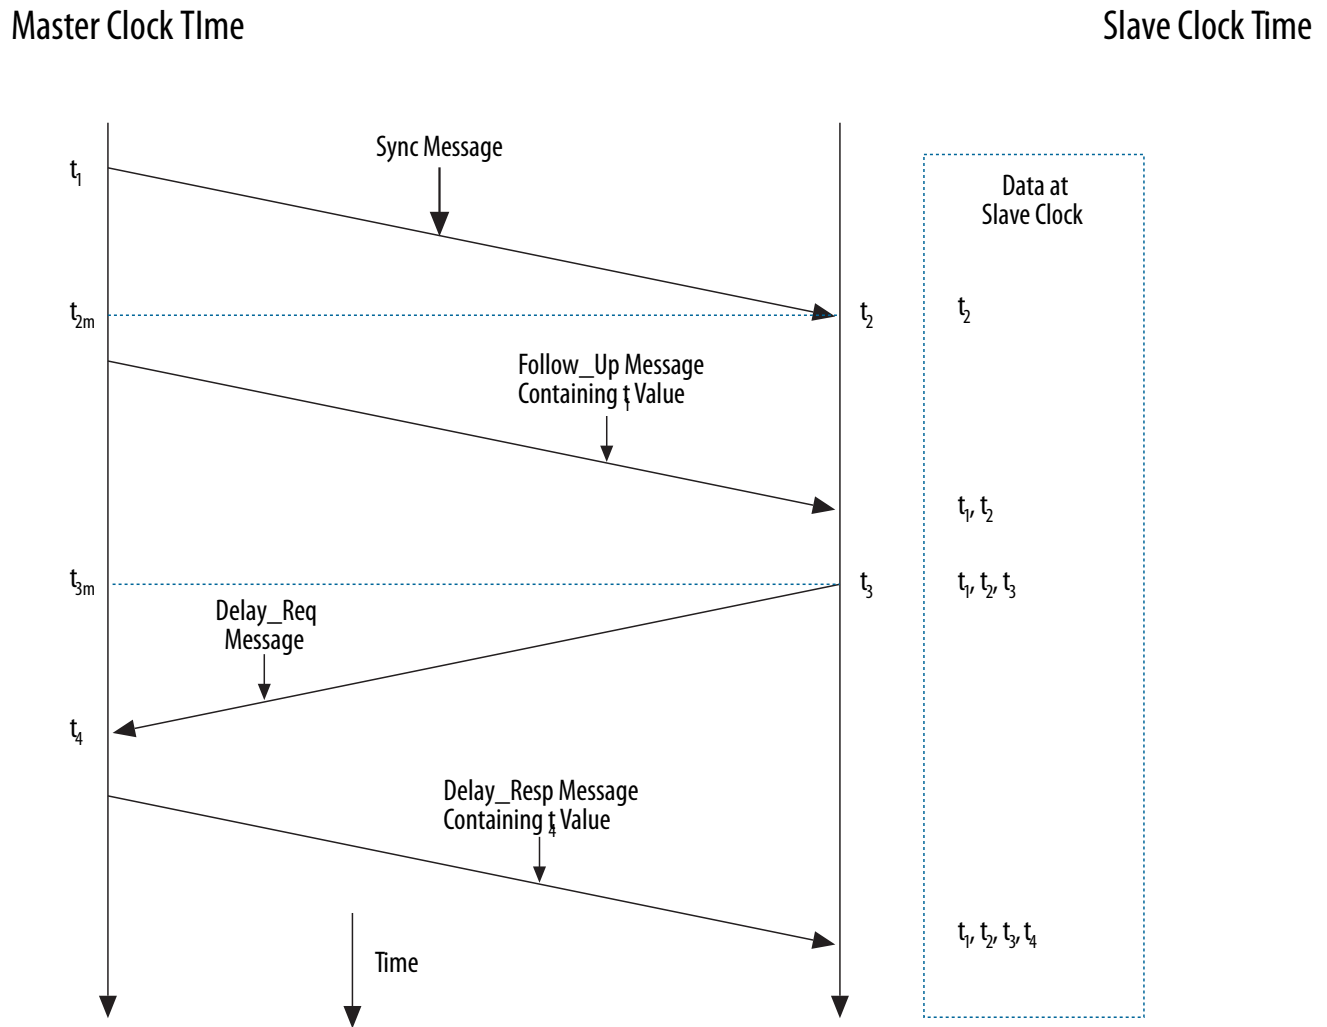 Master Clock TIme
Slave Clock Time
Sync Message
t1
Data at
Slave Clock
t2m
t2
t2
Follow_Up Message
Containing t1 Value
t1, t2
t3m
t3
t1, t2, t3
Delay_Req
Message
t4
Delay_Resp Message
Containing t4 Value
t1, t2, t3, t4
Time